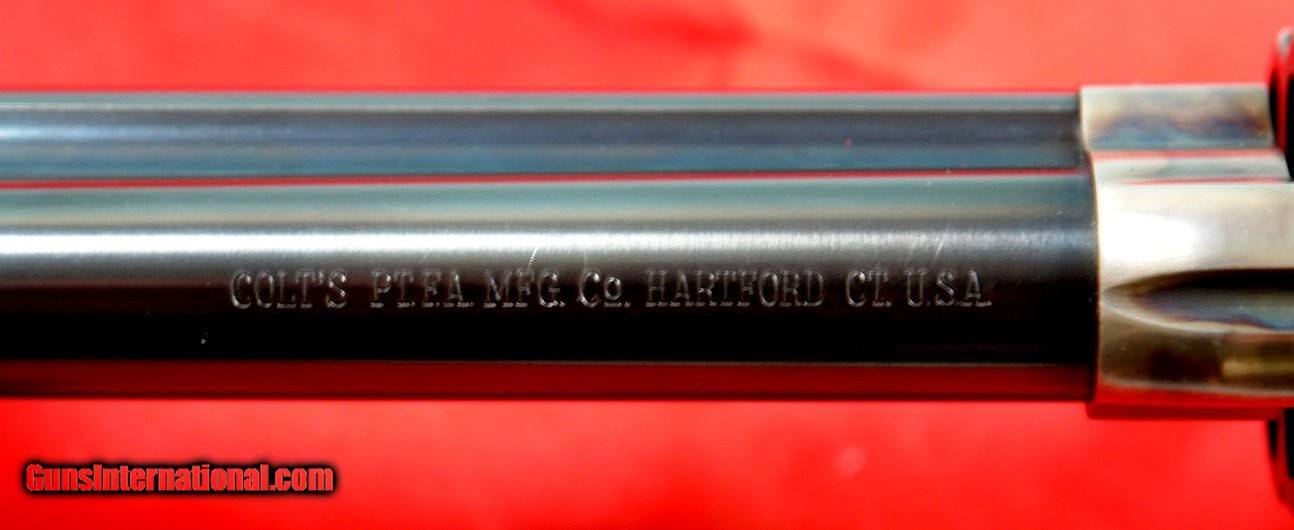 COLT'S PT.F.A. MFG. Co. HARTFORD CT. U.S.A.
GunsInternational.com